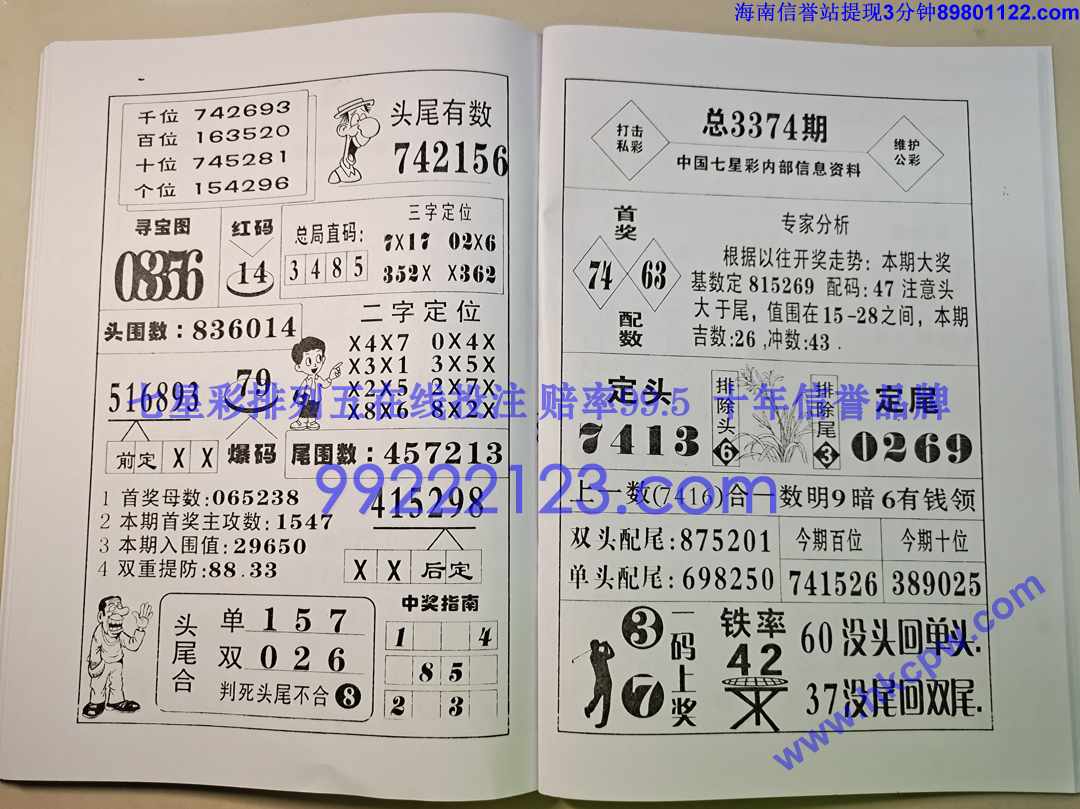 海南信誉站提现3分钟89801122.com
千位 742693
百位 163520
十位 745281
个位 154296
头尾有数
742156
寻宝图
0856
红码
14
总局直码:
3 4 8 5
三字定位
7X17 02X6
352X X362
头围数:836014
二字定位
X4X7 0X4X
X3X1 3X5X
X2X5 2X7X
X8X6 8X2X
516893
79
前定 X X
爆码
尾围数:457213
1 首奖母数:065238
2 本期首奖主攻数:1547
3 本期入围值:29650
4 双重提防:88.33
415298
X X 后定
头尾合
单 1 5 7
双 0 2 6
判死头尾不合8
中奖指南
1 4
8 5
2 3
打击私彩
总3374期
维护公彩
中国七星彩内部信息资料
首奖
74 63
配数
专家分析
根据以往开奖走势:本期大奖
基数定 815269 配码:47 注意头
大于尾,值围在15-28之间,本期
吉数:26,冲数:43.
定头
7413
排除头6
排除尾3
定尾
0269
七星彩排列五在线投注 赔率99.5 十年信誉品牌
99222123.com
上一数(7416)合一数明9暗6有钱领
双头配尾:875201
单头配尾:698250
今期百位
741526
今期十位
389025
3
7
一码上奖
铁率
42
60没头回单头.
37没尾回双尾.
www.hkcpw.com